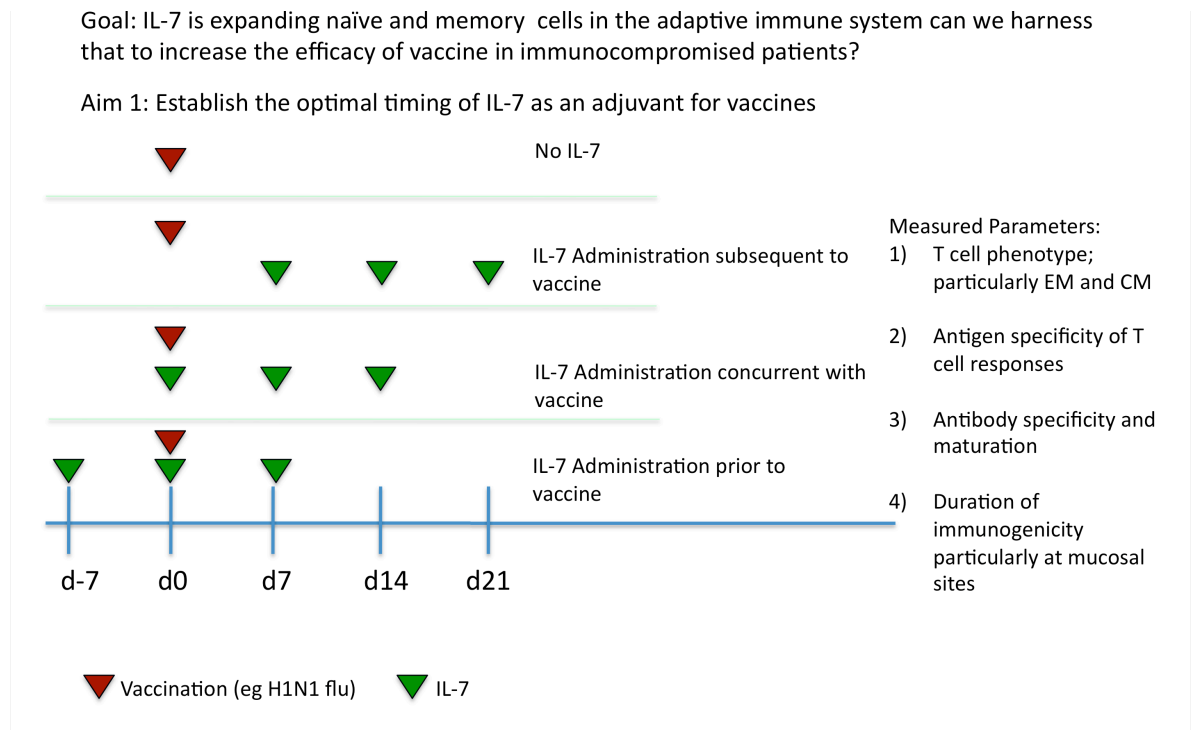 Goal: IL-7 is expanding naïve and memory  cells in the adaptive immune system can we harness
that to increase the efficacy of vaccine in immunocompromised patients?
Aim 1: Establish the optimal timing of IL-7 as an adjuvant for vaccines
No IL-7
IL-7 Administration subsequent to
vaccine
IL-7 Administration concurrent with
vaccine
IL-7 Administration prior to
vaccine
Measured Parameters:
1) T cell phenotype;
particularly EM and CM
2) Antigen specificity of T
cell responses
3) Antibody specificity and
maturation
4) Duration of
immunogenicity
particularly at mucosal
sites
d-7 d0 d7 d14 d21
Vaccination (eg H1N1 flu) IL-7